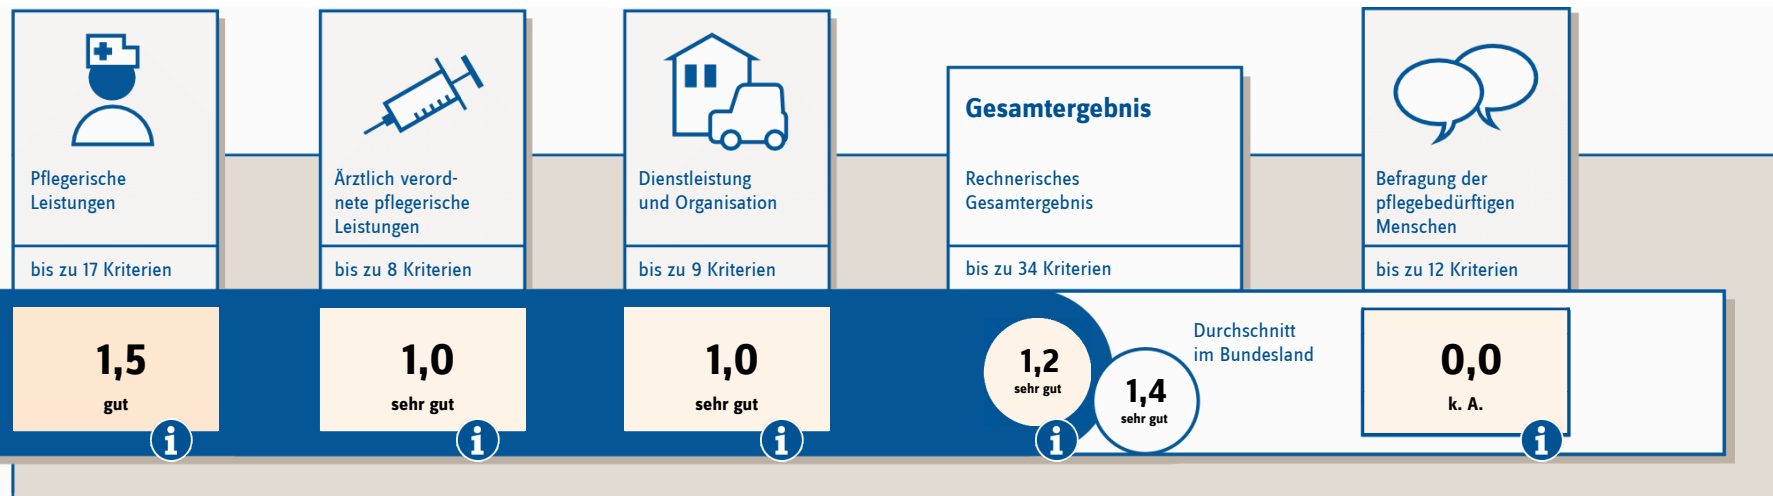 Pflegerische
Leistungen
bis zu 17 Kriterien
1,5
gut
i
Ärztlich verord-
nete pflegerische
Leistungen
bis zu 8 Kriterien
1,0
sehr gut
i
Dienstleistung
und Organisation
bis zu 9 Kriterien
1,0
sehr gut
i
Gesamtergebnis
Rechnerisches
Gesamtergebnis
bis zu 34 Kriterien
1,2
sehr gut
i
1,4
sehr gut
Durchschnitt
im Bundesland
Befragung der
pflegebedürftigen
Menschen
bis zu 12 Kriterien
0,0
k. A.
i